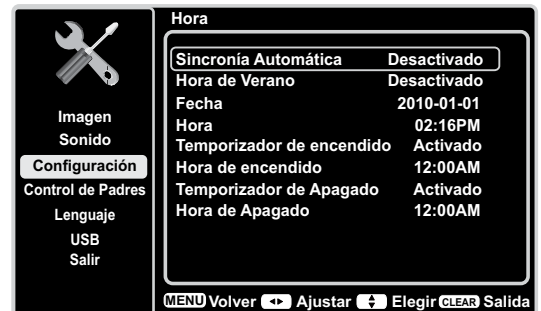 Hora
Imagen
Sonido
Configuración
Control de Padres
Lenguaje
USB
Salir
Sincronía Automática Desactivado
Hora de Verano Desactivado
Fecha 2010-01-01
Hora 02:16PM
Temporizador de encendido Activado
Hora de encendido 12:00AM
Temporizador de Apagado Activado
Hora de Apagado 12:00AM
MENU Volver Ajustar Elegir CLEAR Salida